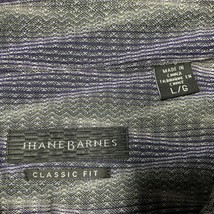 MADE IN
L/G
JHANE BARNES
CLASSIC FIT